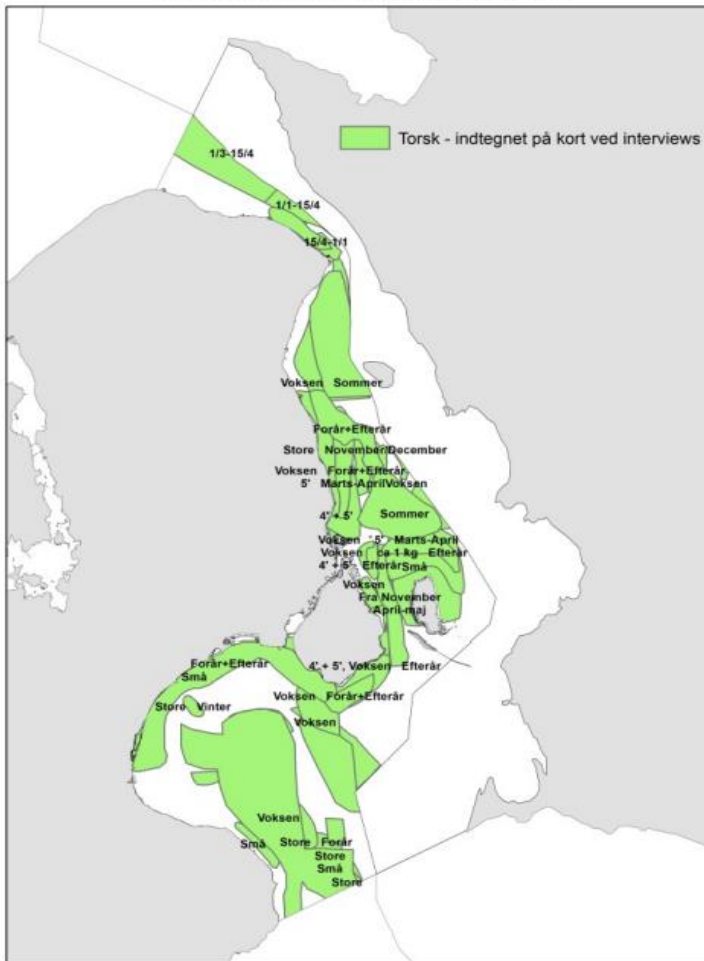 Torsk - indtegnet på kort ved interviews
1/3-15/4
1/1-15/4
15/4-1/1
Voksen Sommer
Forår+Efterår
Store November/December
Voksen Forår+Efterår
5' Marts-April Voksen
4' + 5' Sommer
Voksen 5' Marts-April
Voksen ca 1 kg Efterår
4' + 5' Efterår Små
Voksen
Fra November
April-maj
4' + 5', Voksen Efterår
Forår+Efterår
Små
Voksen Forår+Efterår
Store Vinter
Voksen
Voksen
Små Store Forår
Store
Små
Store